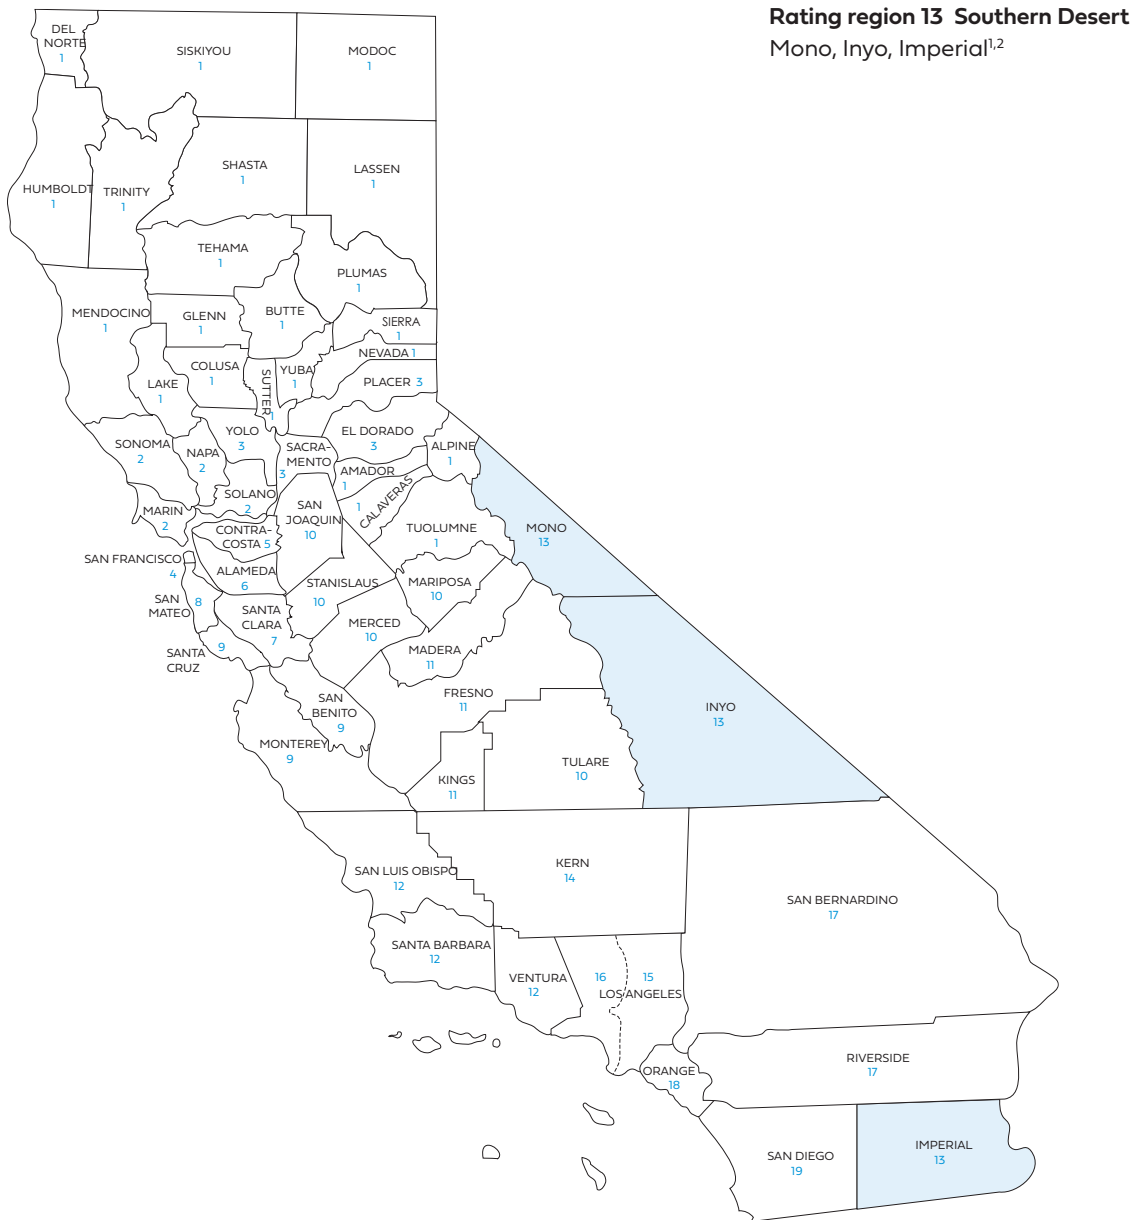 Rating region 13 Southern Desert
Mono, Inyo, Imperial1,2
DEL
NORTE
1
SISKIYOU
1
MODOC
1
HUMBOLDT
1
TRINITY
1
SHASTA
1
LASSEN
1
TEHAMA
1
PLUMAS
1
MENDOCINO
1
GLENN
1
BUTTE
1
SIERRA
1
NEVADA 1
COLUSA
1
LAKE
1
SUTTER
1
YUBA
1
PLACER 3
SONOMA
2
NAPA
2
YOLO
3
SACRA-
MENTO
3
EL DORADO
3
ALPINE
1
AMADOR
1
CALAVERAS
1
SOLANO
2
MARIN
2
CONTRA-
COSTA 5
SAN
JOAQUIN
10
TUOLUMNE
1
MONO
13
SAN FRANCISCO
4
ALAMEDA
6
STANISLAUS
10
MARIPOSA
10
SAN
MATEO
8
SANTA
CLARA
7
MERCED
10
SANTA
CRUZ
9
MADERA
11
FRESNO
11
SAN
BENITO
9
MONTEREY
9
INYO
13
KINGS
11
TULARE
10
SAN LUIS OBISPO
12
KERN
14
SAN BERNARDINO
17
SANTA BARBARA
12
VENTURA
12
16
15
LOS ANGELES
ORANGE
18
RIVERSIDE
17
SAN DIEGO
19
IMPERIAL
13